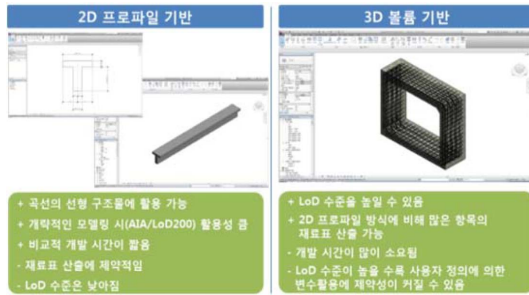 2D 프로파일 기반
+ 곡선의 선형 구조물에 활용 가능
+ 개략적인 모델링 시(AIA/LoD200) 활용성 큼
+ 비교적 개발 시간이 짧음
- 재료표 산출에 제약적임
- LoD 수준은 낮아짐
3D 볼륨 기반
+ LoD 수준을 높일 수 있음
+ 2D 프로파일 방식에 비해 많은 항목의
재료표 산출 가능
- 개발 시간이 많이 소요됨
- LoD 수준이 높을 수록 사용자 정의에 의한
변수활용에 제약성이 커질 수 있음